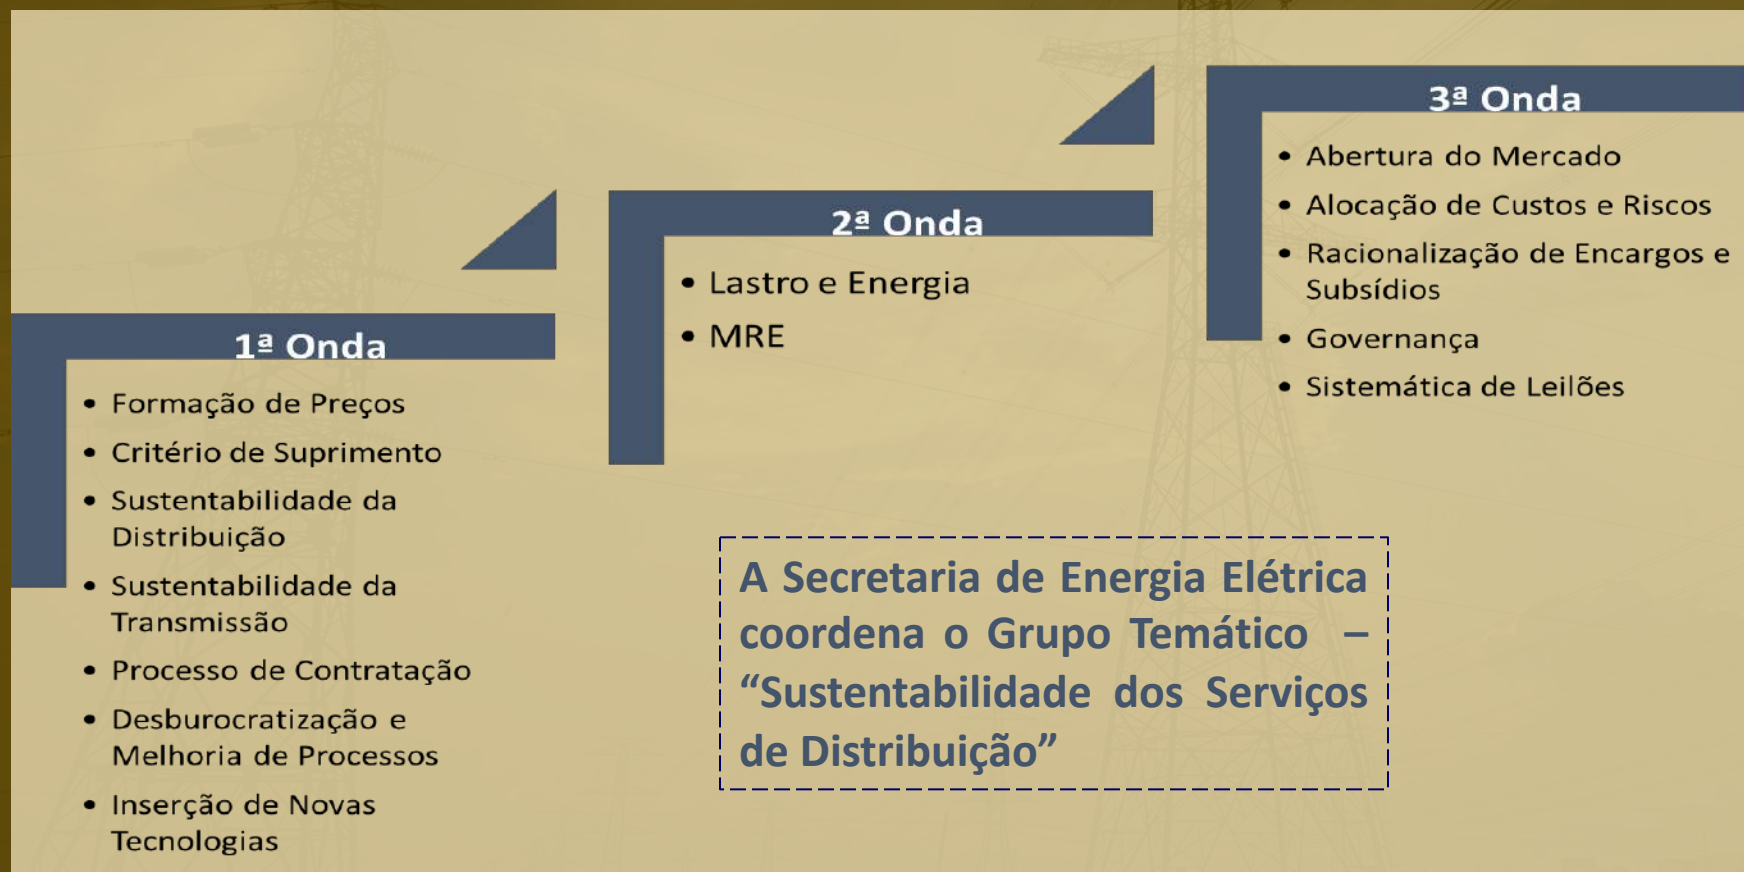 1ª Onda
• Formação de Preços
• Critério de Suprimento
• Sustentabilidade da
Distribuição
• Sustentabilidade da
Transmissão
• Processo de Contratação
• Desburocratização e
Melhoria de Processos
• Inserção de Novas
Tecnologias
2ª Onda
• Lastro e Energia
• MRE
3ª Onda
• Abertura do Mercado
• Alocação de Custos e Riscos
• Racionalização de Encargos e
Subsídios
• Governança
• Sistemática de Leilões
A Secretaria de Energia Elétrica
coordena o Grupo Temático –
“Sustentabilidade dos Serviços
de Distribuição”